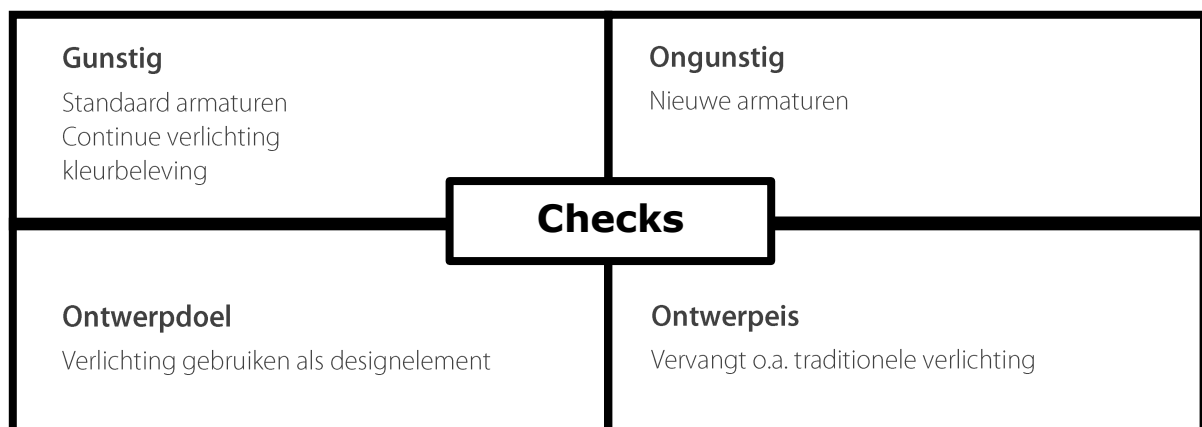 Gunstig
Standaard armaturen
Continue verlichting
kleurbeleving
Ongunstig
Nieuwe armaturen
Checks
Ontwerpdoel
Verlichting gebruiken als designelement
Ontwerpeis
Vervangt o.a. traditionele verlichting